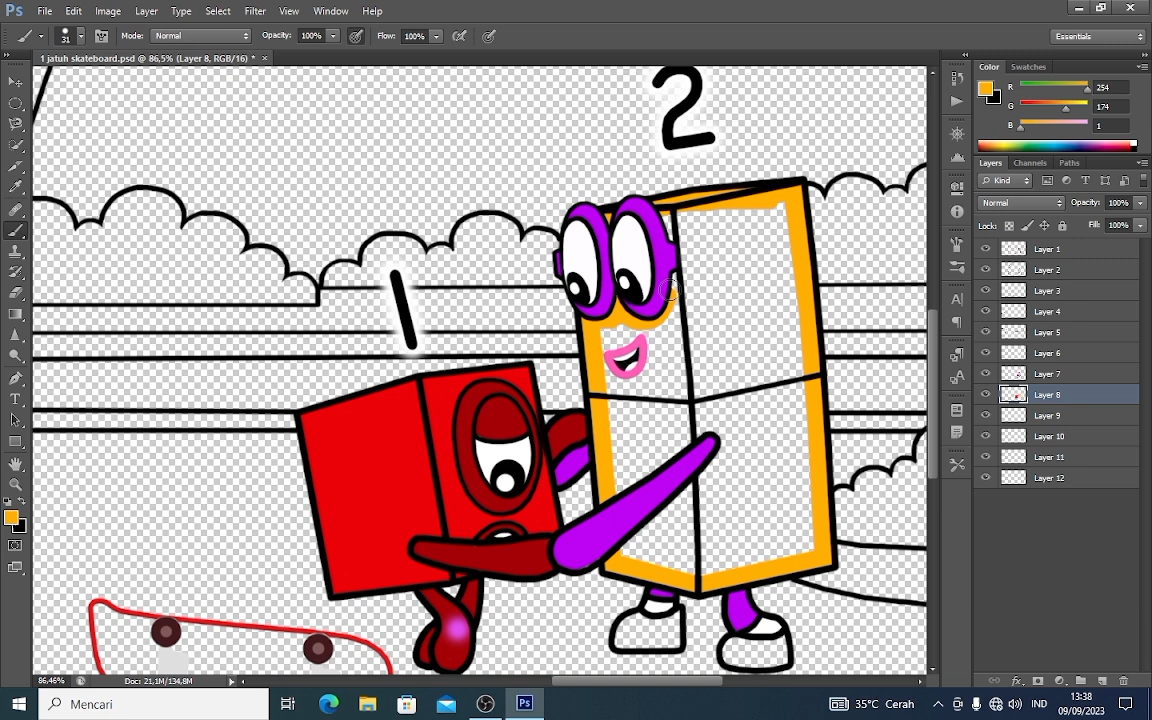 Ps File Edit Image Layer Type Select Filter View Window Help
31 Mode: Normal Opacity: 100% Flow: 100% Essentials
1 jatuh skateboard.psd @ 86,5% (Layer 8, RGB/16) * ×
Color Swatches
R 254
G 174
B 1
Layers Channels Paths
Kind
Normal Opacity: 100%
Lock: Fill: 100%
Layer 1
Layer 2
Layer 3
Layer 4
Layer 5
Layer 6
Layer 7
Layer 8
Layer 9
Layer 10
Layer 11
Layer 12
2
1
86.46% Doc: 21,1M/134,8M
Mencari
Ps
35°C Cerah
IND
13:38
09/09/2023